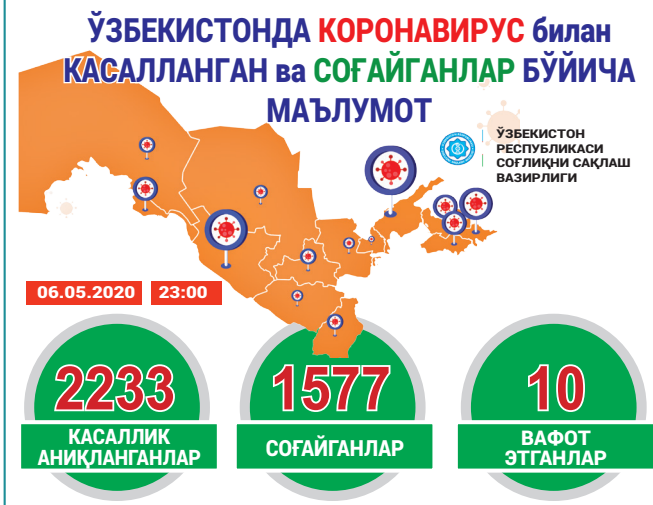 ЎЗБЕКИСТОНДА КОРОНАВИРУС билан
КАСАЛЛАНГАН ва СОҒАЙГАНЛАР БЎЙИЧА
МАЪЛУМОТ
ЎЗБЕКИСТОН
РЕСПУБЛИКАСИ
СОҒЛИҚНИ САҚЛАШ
ВАЗИРЛИГИ
06.05.2020 23:00
2233
КАСАЛЛИК
АНИҚЛАНГАНЛАР
1577
СОҒАЙГАНЛАР
10
ВАФОТ
ЭТГАНЛАР